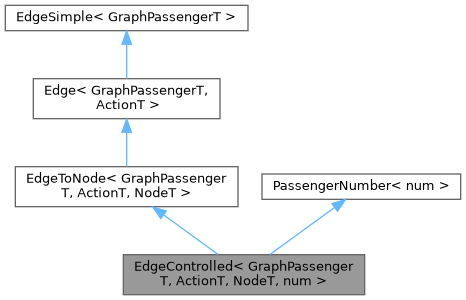 EdgeSimple< GraphPassengerT >
Edge< GraphPassengerT,
ActionT >
EdgeToNode< GraphPassenger
T, ActionT, NodeT >
PassengerNumber< num >
EdgeControlled< GraphPassenger
T, ActionT, NodeT, num >